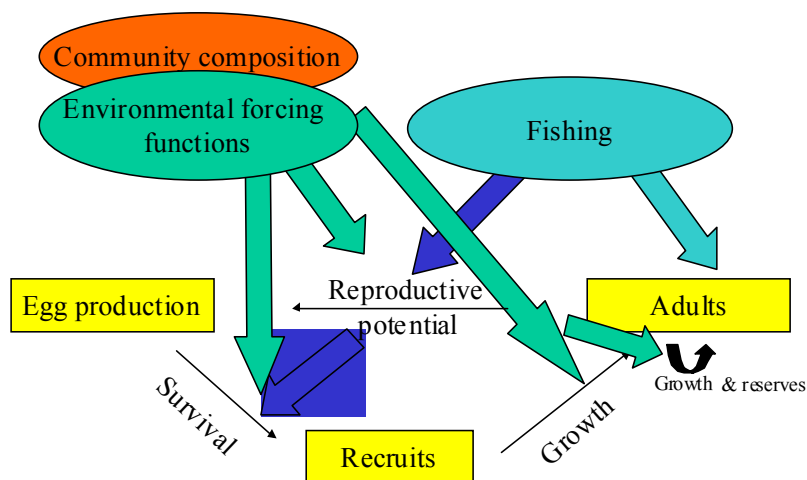 Community composition
Environmental forcing
functions
Fishing
Egg production
Reproductive
potential
Adults
Growth & reserves
Survival
Growth
Recruits